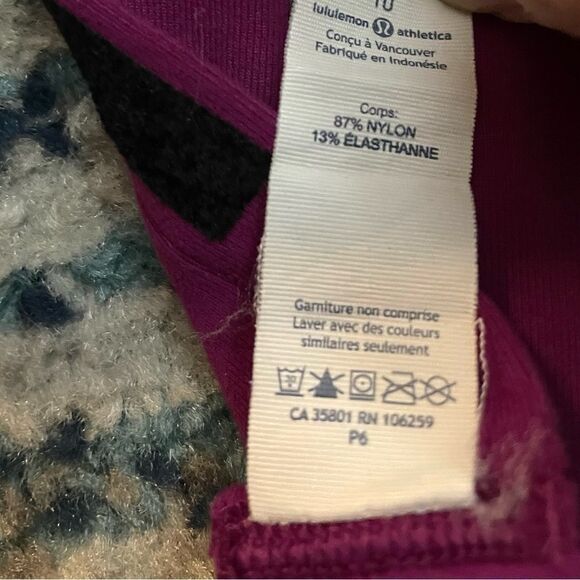 10
lululemon athletica
Conçu à Vancouver
Fabriqué en Indonésie
Corps:
87% NYLON
13% ÉLASTHANNE
Garniture non comprise
Laver avec des couleurs
similaires seulement
30
CA 35801 RN 106259
P6